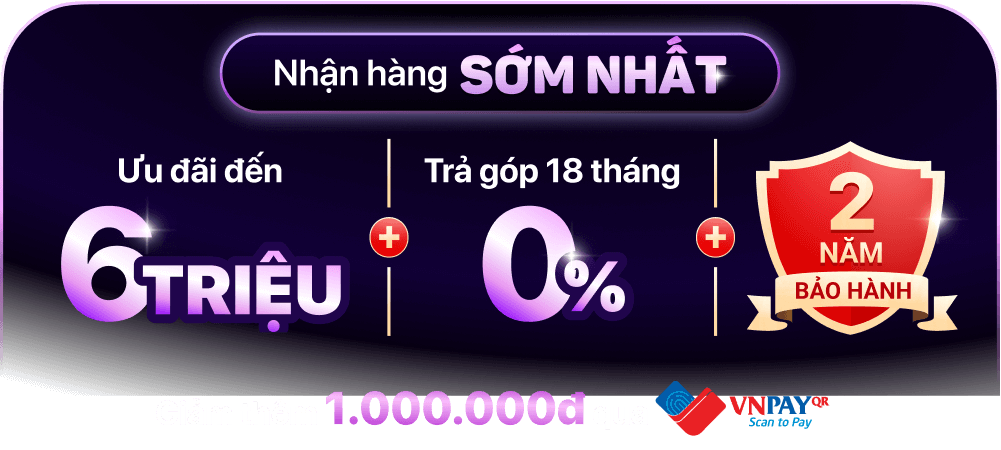 Nhận hàng SỚM NHẤT
Ưu đãi đến
6 TRIỆU
Trả góp 18 tháng
0%
2
NĂM
BẢO HÀNH
1.000.000đ
VNPAY QR
Scan to Pay